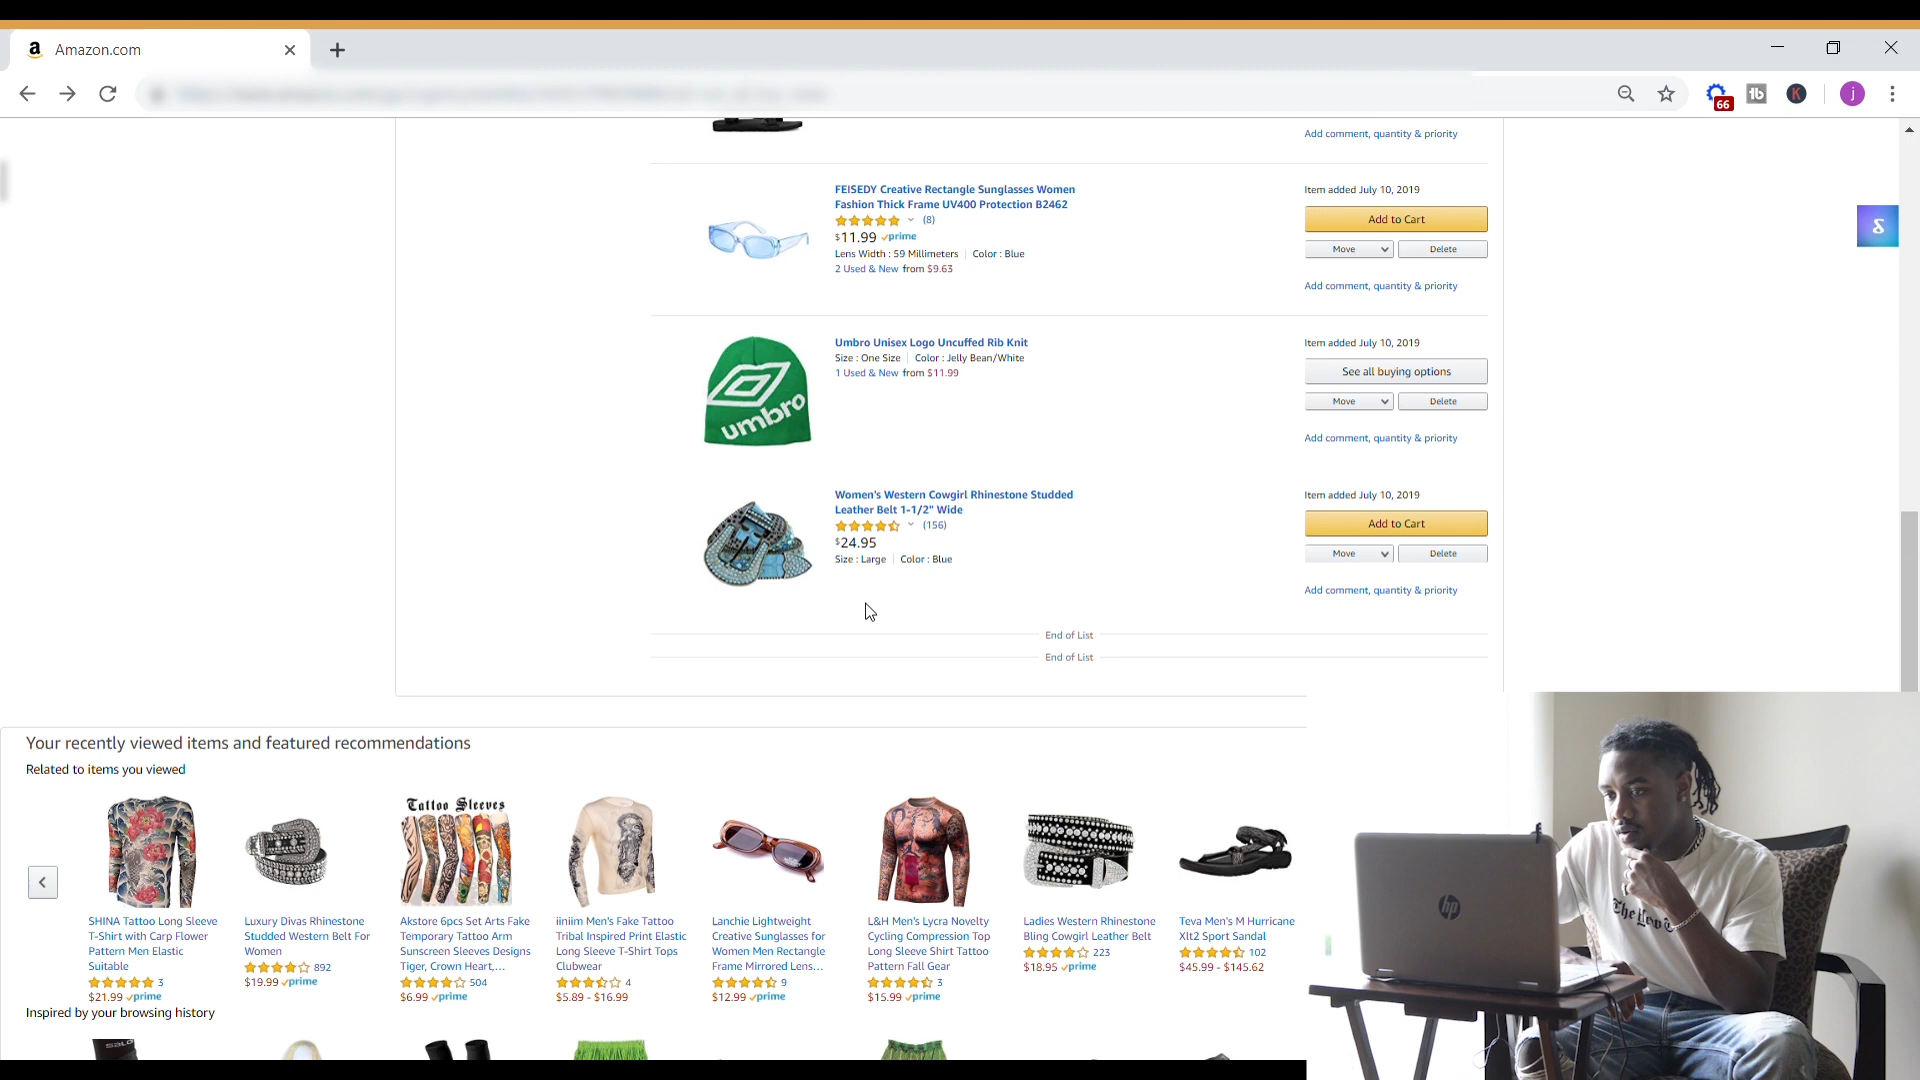 Amazon.com
66
j
Add comment, quantity & priority
FEISEDY Creative Rectangle Sunglasses Women
Fashion Thick Frame UV400 Protection B2462
(8)
$11.99 prime
Lens Width : 59 Millimeters | Color : Blue
2 Used & New from $9.63
Item added July 10, 2019
Add to Cart
Move
Delete
Add comment, quantity & priority
umbro
Umbro Unisex Logo Uncuffed Rib Knit
Size : One Size | Color : Jelly Bean/White
1 Used & New from $11.99
Item added July 10, 2019
See all buying options
Move
Delete
Add comment, quantity & priority
Women's Western Cowgirl Rhinestone Studded
Leather Belt 1-1/2" Wide
(156)
$24.95
Size : Large | Color : Blue
Item added July 10, 2019
Add to Cart
Move
Delete
Add comment, quantity & priority
End of List
End of List
Your recently viewed items and featured recommendations
Related to items you viewed
SHINA Tattoo Long Sleeve
T-Shirt with Carp Flower
Pattern Men Elastic
Suitable
3
$21.99 prime
Luxury Divas Rhinestone
Studded Western Belt For
Women
892
$19.99 prime
Tattoo Sleeves
Akstore 6pcs Set Arts Fake
Temporary Tattoo Arm
Sunscreen Sleeves Designs
Tiger, Crown Heart,...
504
$6.99 prime
iiniim Men's Fake Tattoo
Tribal Inspired Print Elastic
Long Sleeve T-Shirt Tops
Clubwear
4
$5.89 - $16.99
Lanchie Lightweight
Creative Sunglasses for
Women Men Rectangle
Frame Mirrored Lens...
9
$12.99 prime
L&H Men's Lycra Novelty
Cycling Compression Top
Long Sleeve Shirt Tattoo
Pattern Fall Gear
3
$15.99 prime
Ladies Western Rhinestone
Bling Cowgirl Leather Belt
223
$18.95 prime
Teva Men's M Hurricane
Xlt2 Sport Sandal
102
$45.99 - $145.62
Inspired by your browsing history
hp